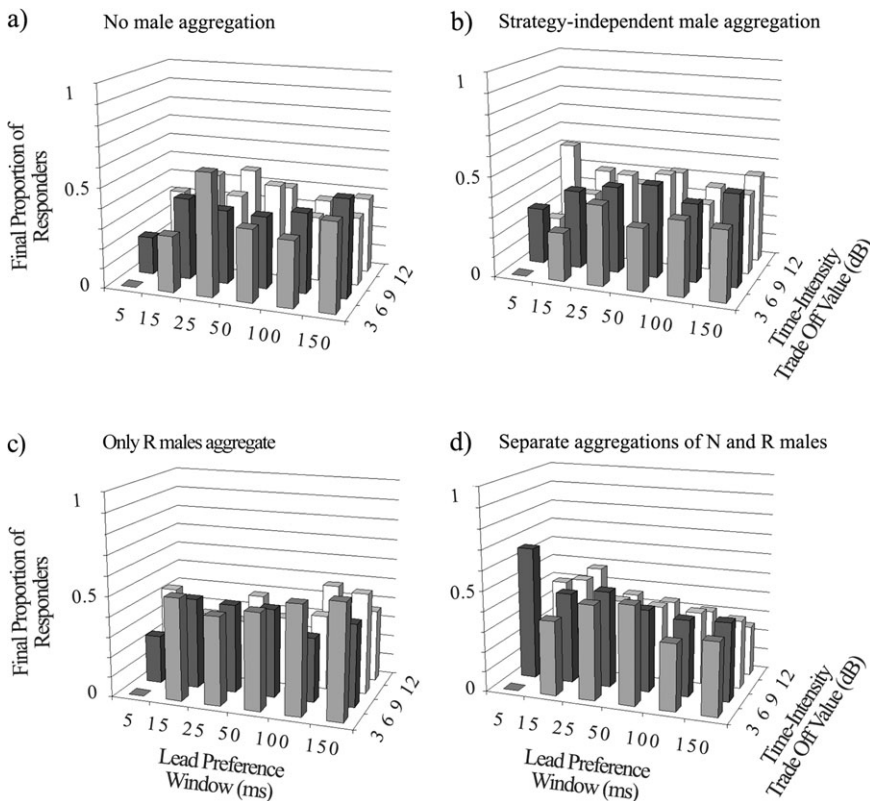 a) No male aggregation
1
0.5
0
Final Proportion of
Responders
5 15 25 50 100 150
3 6 9 12
b) Strategy-independent male aggregation
1
0.5
0
5 15 25 50 100 150
3 6 9 12
Time-Intensity
Trade Off Value (dB)
c) Only R males aggregate
1
0.5
0
Final Proportion of
Responders
5 15 25 50 100 150
3 6 9 12
Lead Preference
Window (ms)
d) Separate aggregations of N and R males
1
0.5
0
5 15 25 50 100 150
3 6 9 12
Lead Preference
Window (ms)
Time-Intensity
Trade Off Value (dB)